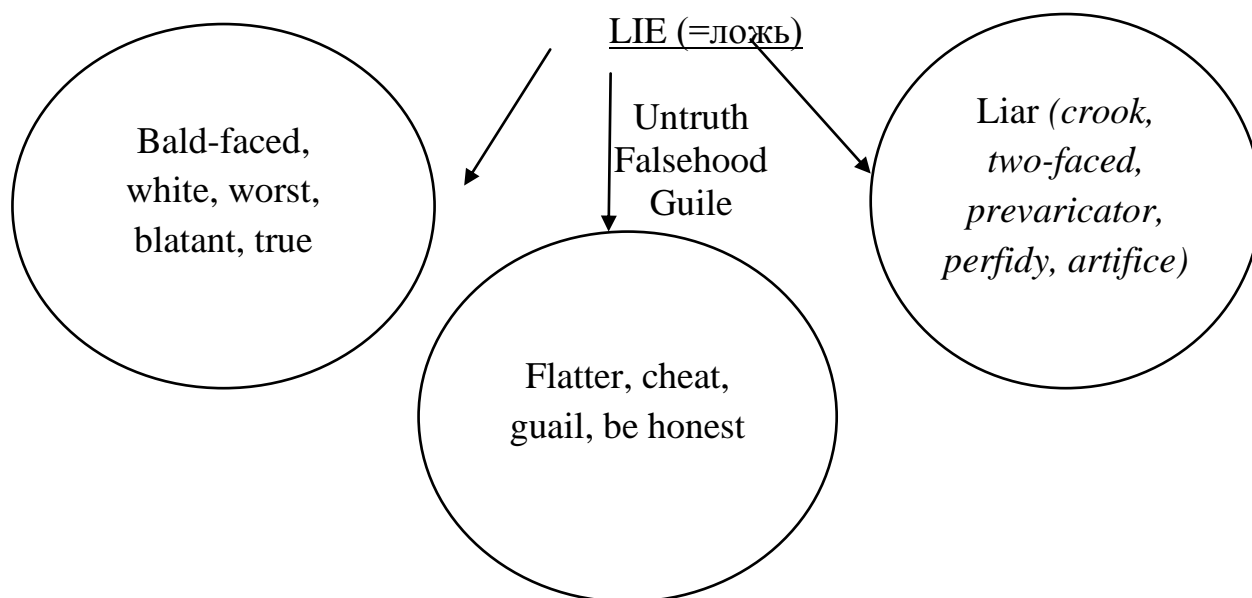 LIE (=ложь)
Bald-faced,
white, worst,
blatant, true
Untruth
Falsehood
Guile
Liar (crook,
two-faced,
prevaricator,
perfidy, artifice)
Flatter, cheat,
guail, be honest